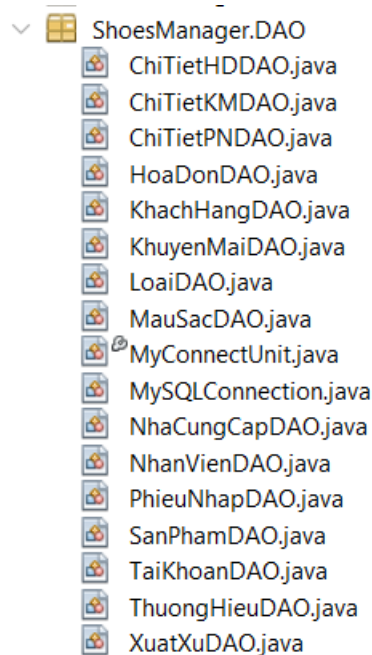 ShoesManager.DAO
ChiTietHDDAO.java
ChiTietKMDAO.java
ChiTietPNDAO.java
HoaDonDAO.java
KhachHangDAO.java
KhuyenMaiDAO.java
LoaiDAO.java
MauSacDAO.java
MyConnectUnit.java
MySQLConnection.java
NhaCungCapDAO.java
NhanVienDAO.java
PhieuNhapDAO.java
SanPhamDAO.java
TaiKhoanDAO.java
ThuongHieuDAO.java
XuatXuDAO.java